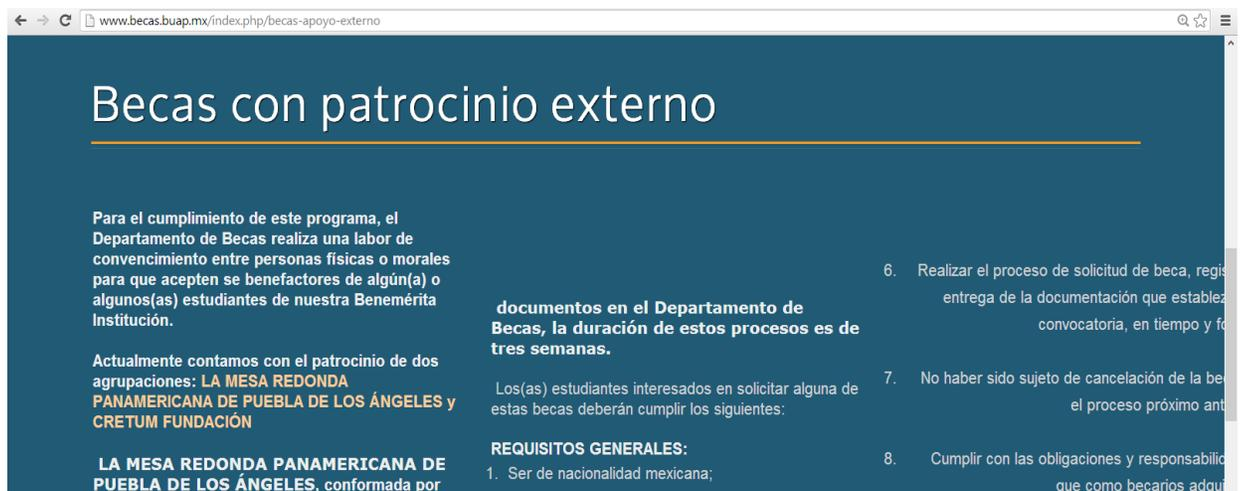 www.becas.buap.mx/index.php/becas-apoyo-externo
Becas con patrocinio externo
Para el cumplimiento de este programa, el
Departamento de Becas realiza una labor de
convencimiento entre personas físicas o morales
para que acepten se benefactores de algún(a) o
algunos(as) estudiantes de nuestra Benemérita
Institución.
Actualmente contamos con el patrocinio de dos
agrupaciones: LA MESA REDONDA
PANAMERICANA DE PUEBLA DE LOS ÁNGELES y
CRETUM FUNDACIÓN
LA MESA REDONDA PANAMERICANA DE
PUEBLA DE LOS ÁNGELES, conformada por
documentos en el Departamento de
Becas, la duración de estos procesos es de
tres semanas.
Los(as) estudiantes interesados en solicitar alguna de
estas becas deberán cumplir los siguientes:
REQUISITOS GENERALES:
1. Ser de nacionalidad mexicana;
6. Realizar el proceso de solicitud de beca, regis
entrega de la documentación que establez
convocatoria, en tiempo y fo
7. No haber sido sujeto de cancelación de la bec
el proceso próximo ant
8. Cumplir con las obligaciones y responsabilid
que como becarios adqui